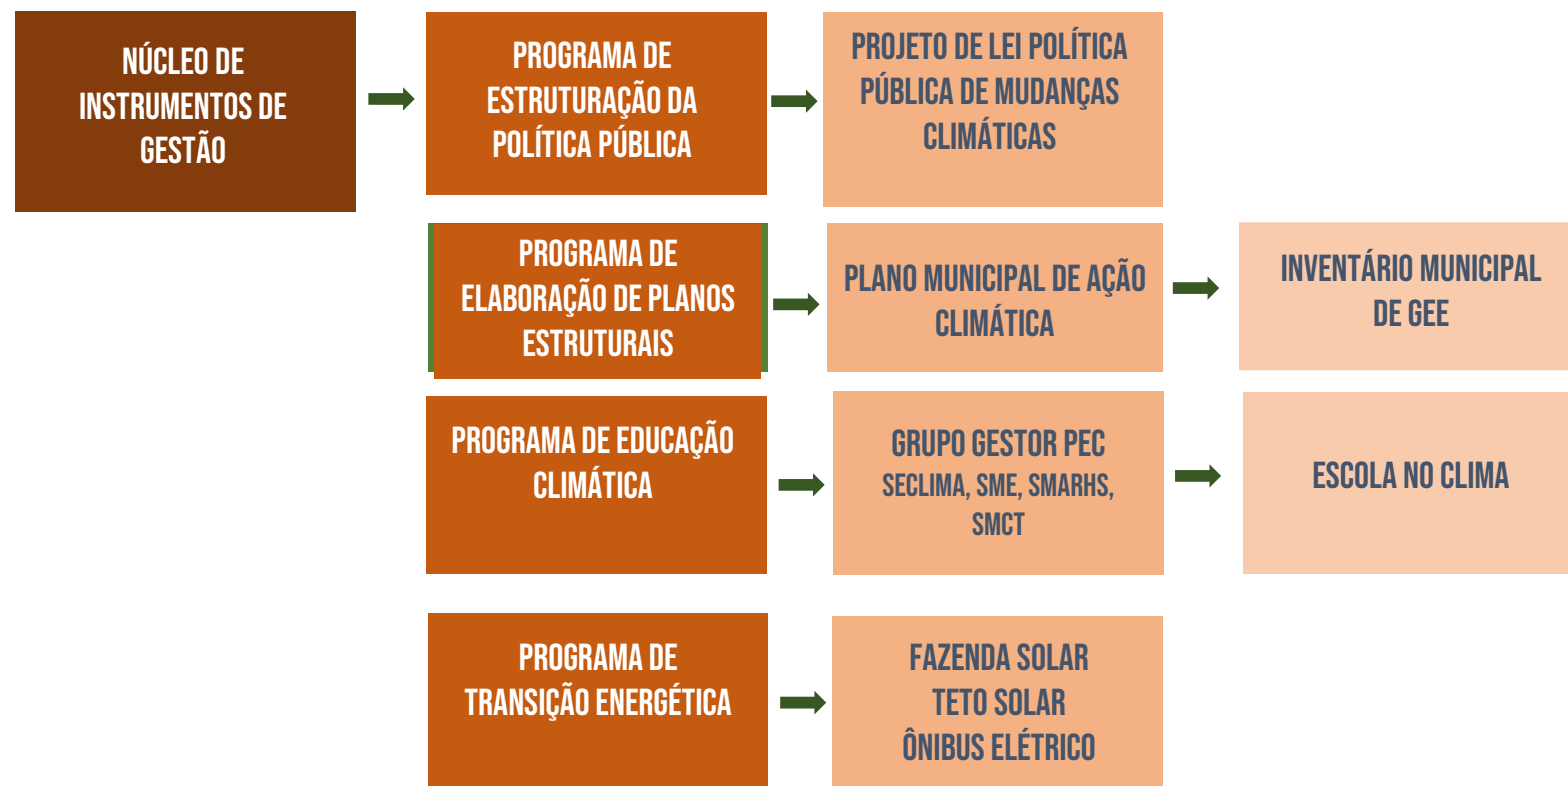 NÚCLEO DE
INSTRUMENTOS DE
GESTÃO
PROGRAMA DE
ESTRUTURAÇÃO DA
POLÍTICA PÚBLICA
PROJETO DE LEI POLÍTICA
PÚBLICA DE MUDANÇAS
CLIMÁTICAS
PROGRAMA DE
ELABORAÇÃO DE PLANOS
ESTRUTURAIS
PLANO MUNICIPAL DE AÇÃO
CLIMÁTICA
INVENTÁRIO MUNICIPAL
DE GEE
PROGRAMA DE EDUCAÇÃO
CLIMÁTICA
GRUPO GESTOR PEC
SECLIMA, SME, SMARHS,
SMCT
ESCOLA NO CLIMA
PROGRAMA DE
TRANSIÇÃO ENERGÉTICA
FAZENDA SOLAR
TETO SOLAR
ÔNIBUS ELÉTRICO